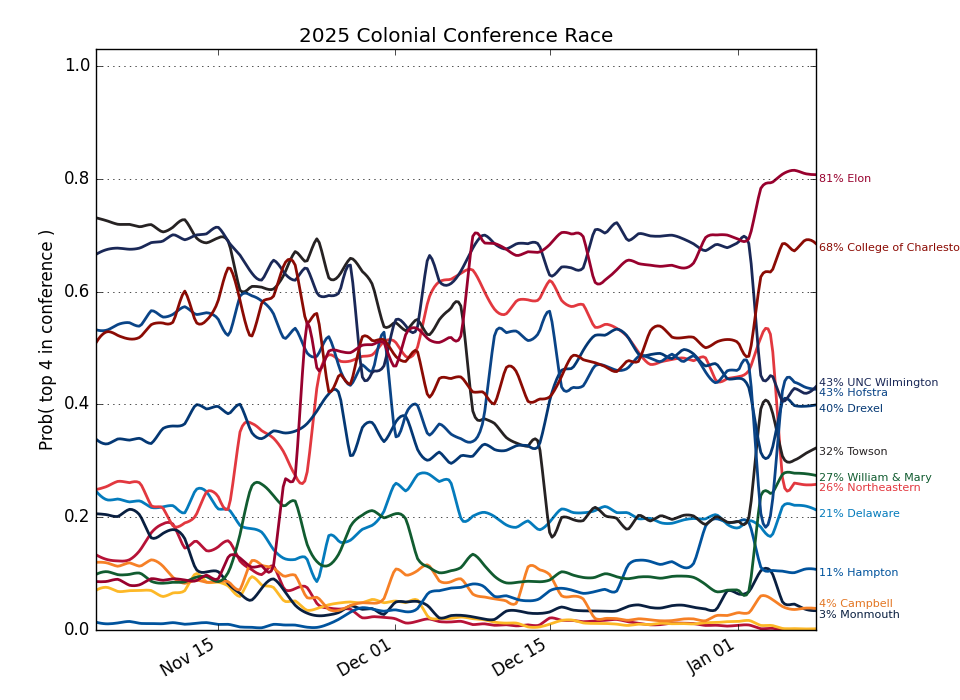 2025 Colonial Conference Race
Prob( top 4 in conference )
1.0
0.8
0.6
0.4
0.2
0.0
Nov 15
Dec 01
Dec 15
Jan 01
81% Elon
68% College of Charlesto
43% UNC Wilmington
43% Hofstra
40% Drexel
32% Towson
27% William & Mary
26% Northeastern
21% Delaware
11% Hampton
4% Campbell
3% Monmouth